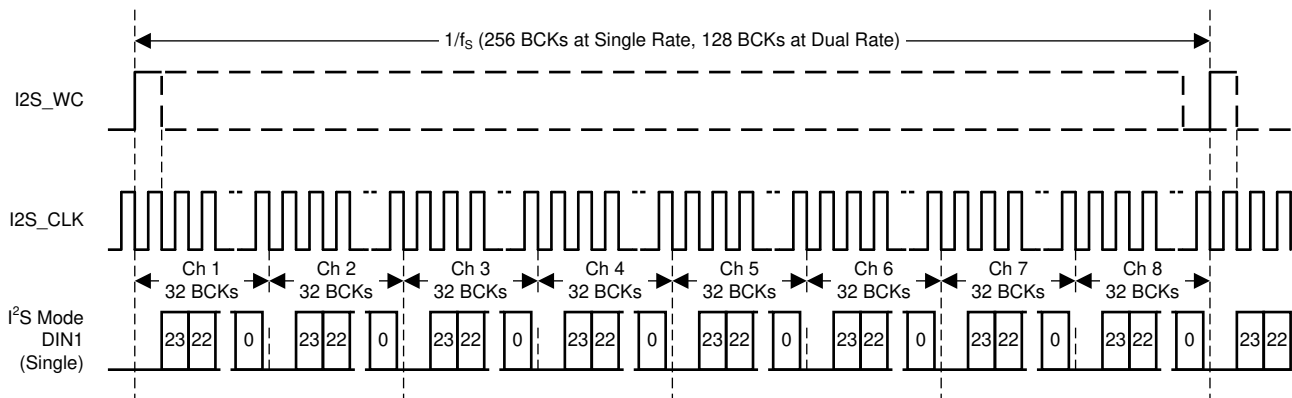 1/fS (256 BCKs at Single Rate, 128 BCKs at Dual Rate)
I2S_WC
I2S_CLK
Ch 1 Ch 2 Ch 3 Ch 4 Ch 5 Ch 6 Ch 7 Ch 8
32 BCKs 32 BCKs 32 BCKs 32 BCKs 32 BCKs 32 BCKs 32 BCKs 32 BCKs
I²S Mode
DIN1 23 22 0 23 22 0 23 22 0 23 22 0 23 22 0 23 22 0 23 22 0 23 22 0 23 22
(Single)